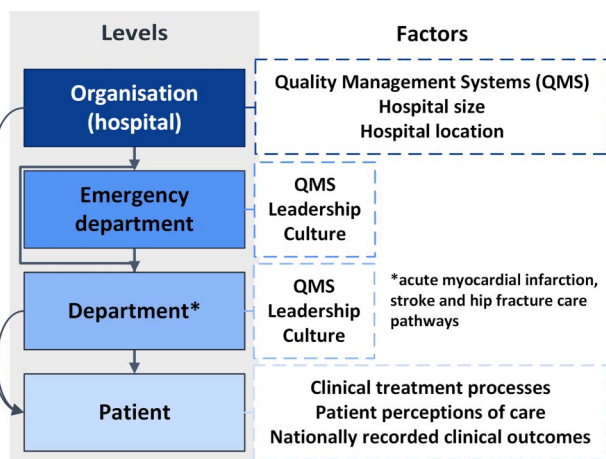 Levels
Factors
Organisation
(hospital)
Quality Management Systems (QMS)
Hospital size
Hospital location
Emergency
department
QMS
Leadership
Culture
Department*
QMS
Leadership
Culture
*acute myocardial infarction,
stroke and hip fracture care
pathways
Patient
Clinical treatment processes
Patient perceptions of care
Nationally recorded clinical outcomes